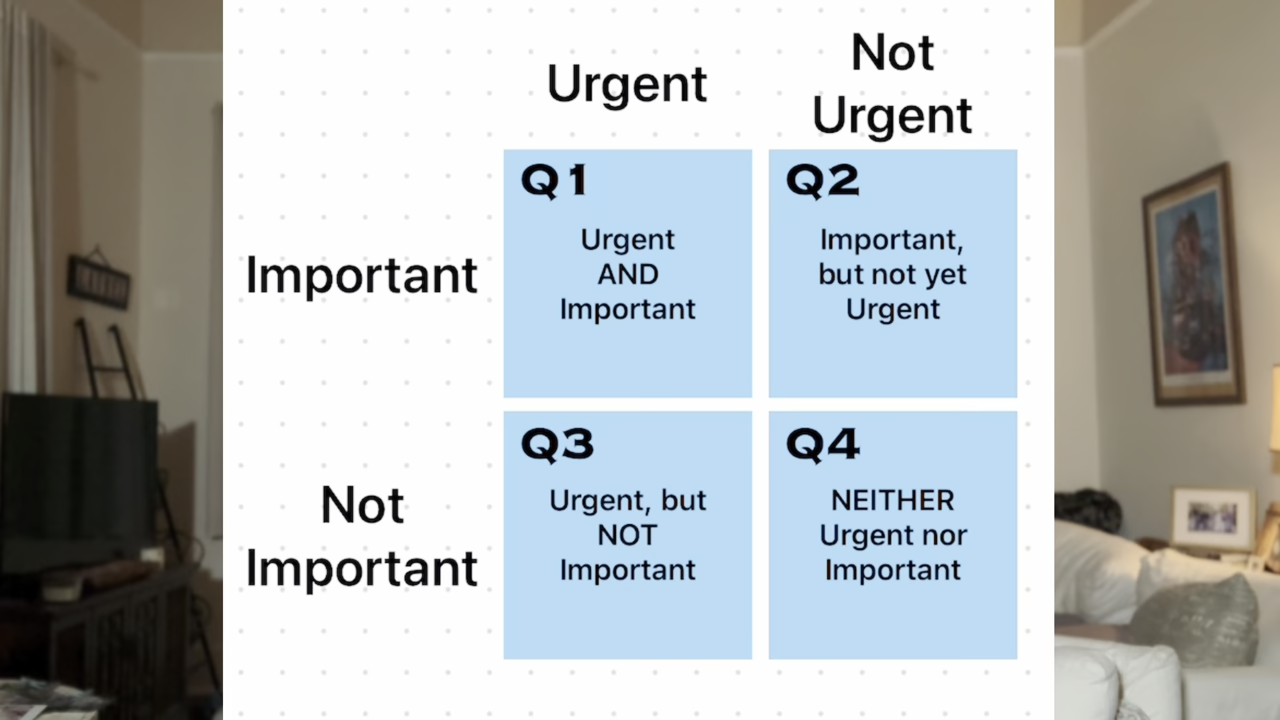 Urgent
Not
Urgent
Important
Q1
Urgent
AND
Important
Q2
Important,
but not yet
Urgent
Not
Important
Q3
Urgent, but
NOT
Important
Q4
NEITHER
Urgent nor
Important